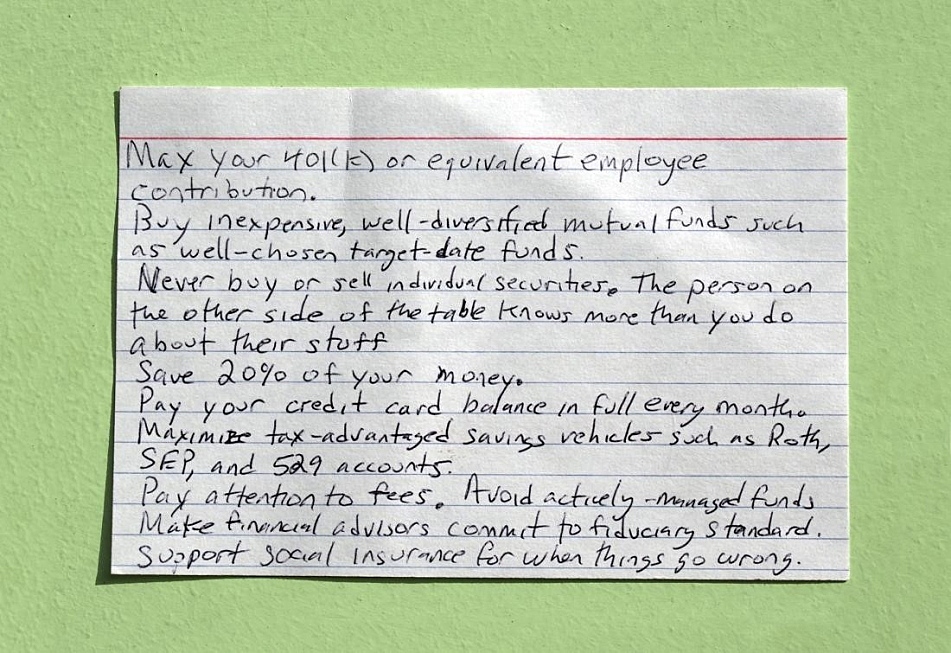 Max your 401(k) or equivalent employee
contribution.
Buy inexpensive, well-diversified mutual funds such
as well-chosen target-date funds.
Never buy or sell individual securities. The person on
the other side of the table knows more than you do
about their stuff
Save 20% of your money.
Pay your credit card balance in full every month.
Maximize tax-advantaged savings vehicles such as Roth,
SEP, and 529 accounts.
Pay attention to fees. Avoid actively-managed funds
Make financial advisors commit to fiduciary standard.
Support social insurance for when things go wrong.